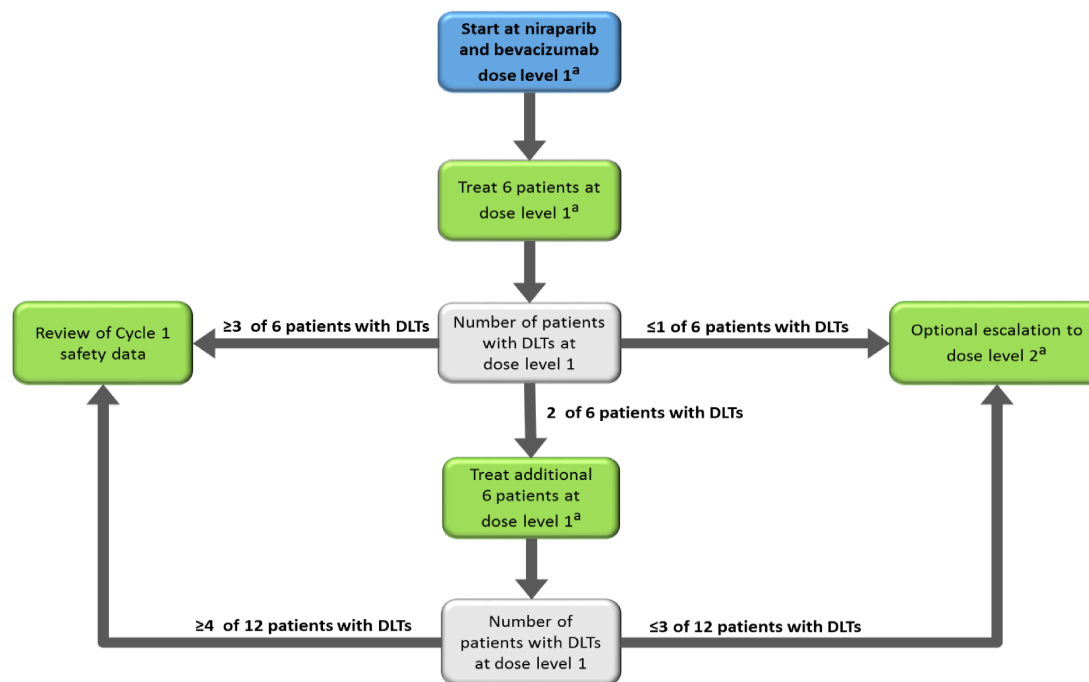 Start at niraparib
and bevacizumab
dose level 1ª
Treat 6 patients at
dose level 1ª
≥3 of 6 patients with DLTs
≤1 of 6 patients with DLTs
Review of Cycle 1
safety data
Number of patients
with DLTs at
dose level 1
Optional escalation to
dose level 2ª
2 of 6 patients with DLTs
Treat additional
6 patients at
dose level 1ª
≥4 of 12 patients with DLTs
≤3 of 12 patients with DLTs
Number of
patients with DLTs
at dose level 1